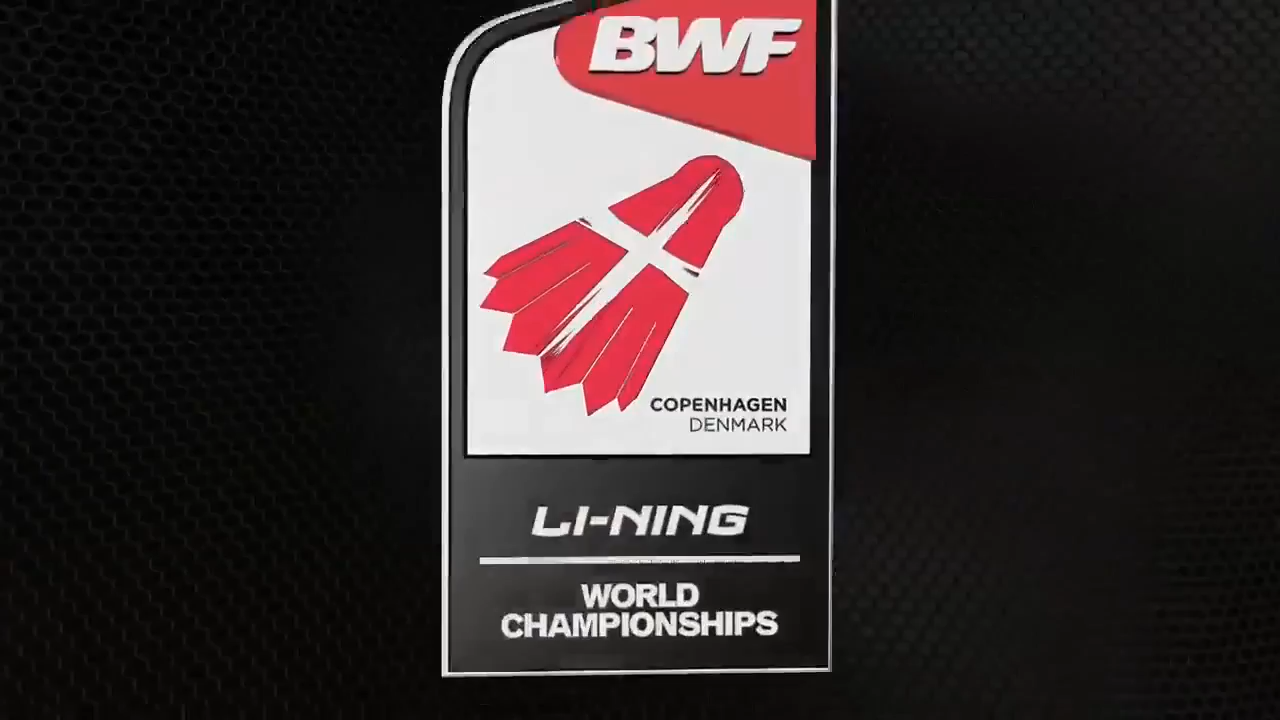 BWF
COPENHAGEN
DENMARK
LI-NING
WORLD
CHAMPIONSHIPS